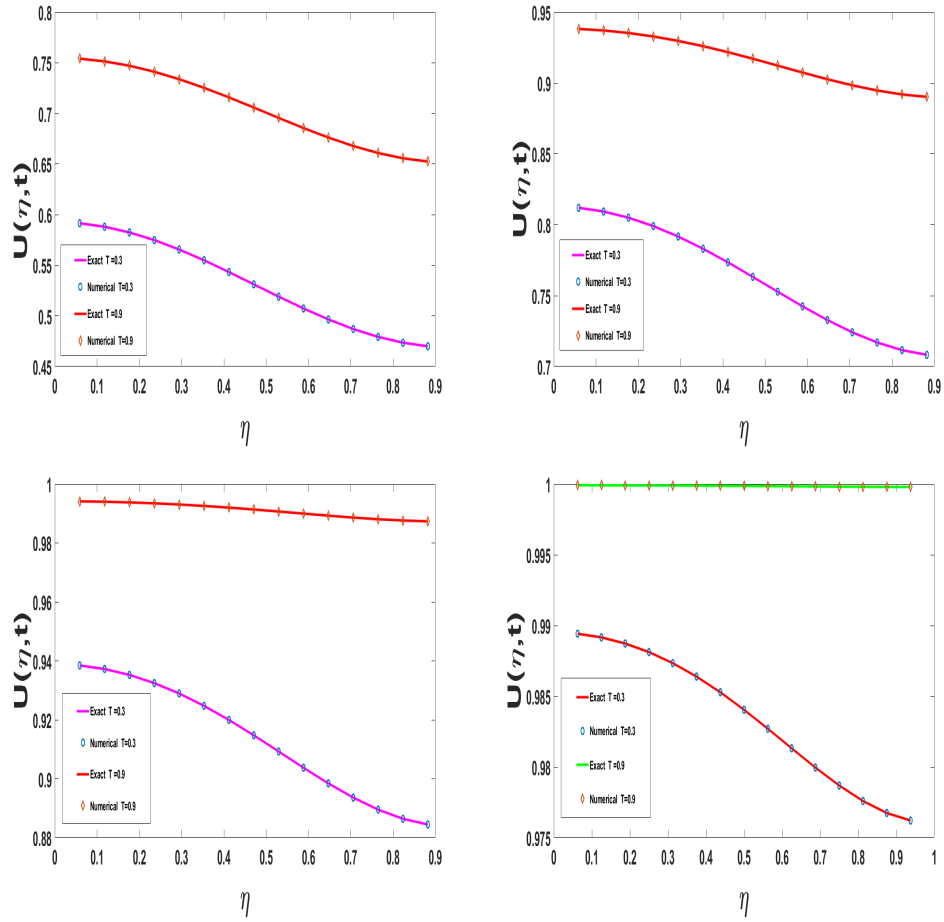 0.8
0.75
0.7
0.65
0.6
0.55
0.5
0.45
U(η,t)
Exact T =0.3
Numerical T=0.3
Exact T =0.9
Numerical T=0.9
0 0.1 0.2 0.3 0.4 0.5 0.6 0.7 0.8 0.9
η
0.95
0.9
0.85
0.8
0.75
0.7
U(η,t)
Exact T =0.3
Numerical T=0.3
Exact T =0.9
Numerical T=0.9
0 0.1 0.2 0.3 0.4 0.5 0.6 0.7 0.8 0.9
η
1
0.98
0.96
0.94
0.92
0.9
0.88
U(η,t)
Exact T =0.3
Numerical T=0.3
Exact T =0.9
Numerical T=0.9
0 0.1 0.2 0.3 0.4 0.5 0.6 0.7 0.8 0.9
η
1
0.995
0.99
0.985
0.98
0.975
U(η,t)
Exact T =0.3
Numerical T=0.3
Exact T =0.9
Numerical T=0.9
0 0.1 0.2 0.3 0.4 0.5 0.6 0.7 0.8 0.9 1
η